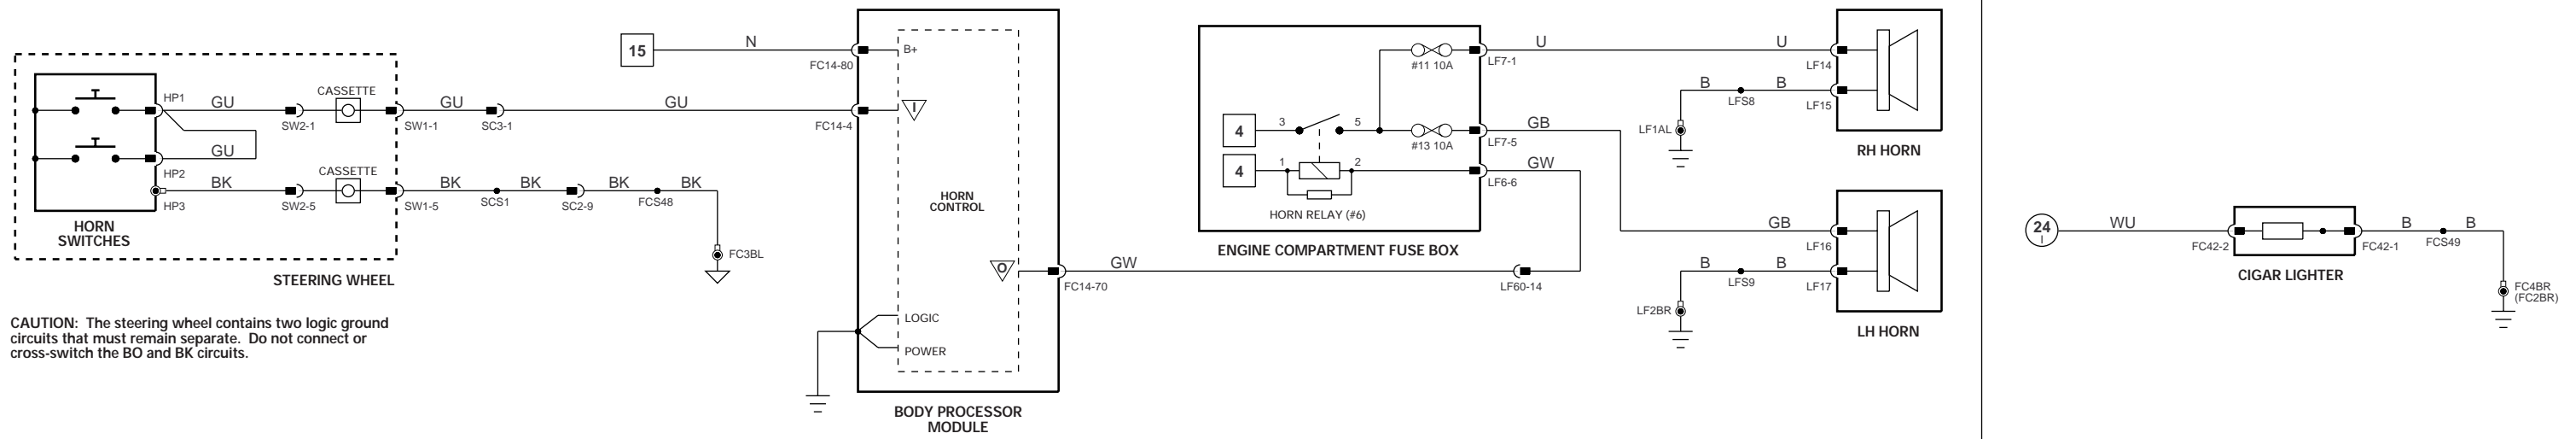 HP1
GU
SW2-1
CASSETTE
SW1-1
GU
SC3-1
GU
FC14-4
GU
HP2
HP3
BK
SW2-5
CASSETTE
SW1-5
BK
SCS1
BK
SC2-9
BK
FCS48
BK
FC3BL
HORN
SWITCHES
STEERING WHEEL
CAUTION: The steering wheel contains two logic ground
circuits that must remain separate. Do not connect or
cross-switch the BO and BK circuits.
15
N
FC14-80
B+
I
HORN
CONTROL
O
FC14-70
LOGIC
POWER
BODY PROCESSOR
MODULE
GW
LF60-14
4
3
5
4
1
2
HORN RELAY (#6)
#11 10A
#13 10A
LF7-1
LF7-5
LF6-6
ENGINE COMPARTMENT FUSE BOX
U
U
GB
GW
GB
LF14
B
LFS8
B
LF15
LF1AL
RH HORN
LF16
B
LFS9
B
LF17
LF2BR
LH HORN
24
I
WU
FC42-2
FC42-1
CIGAR LIGHTER
B
FCS49
B
FC4BR
(FC2BR)